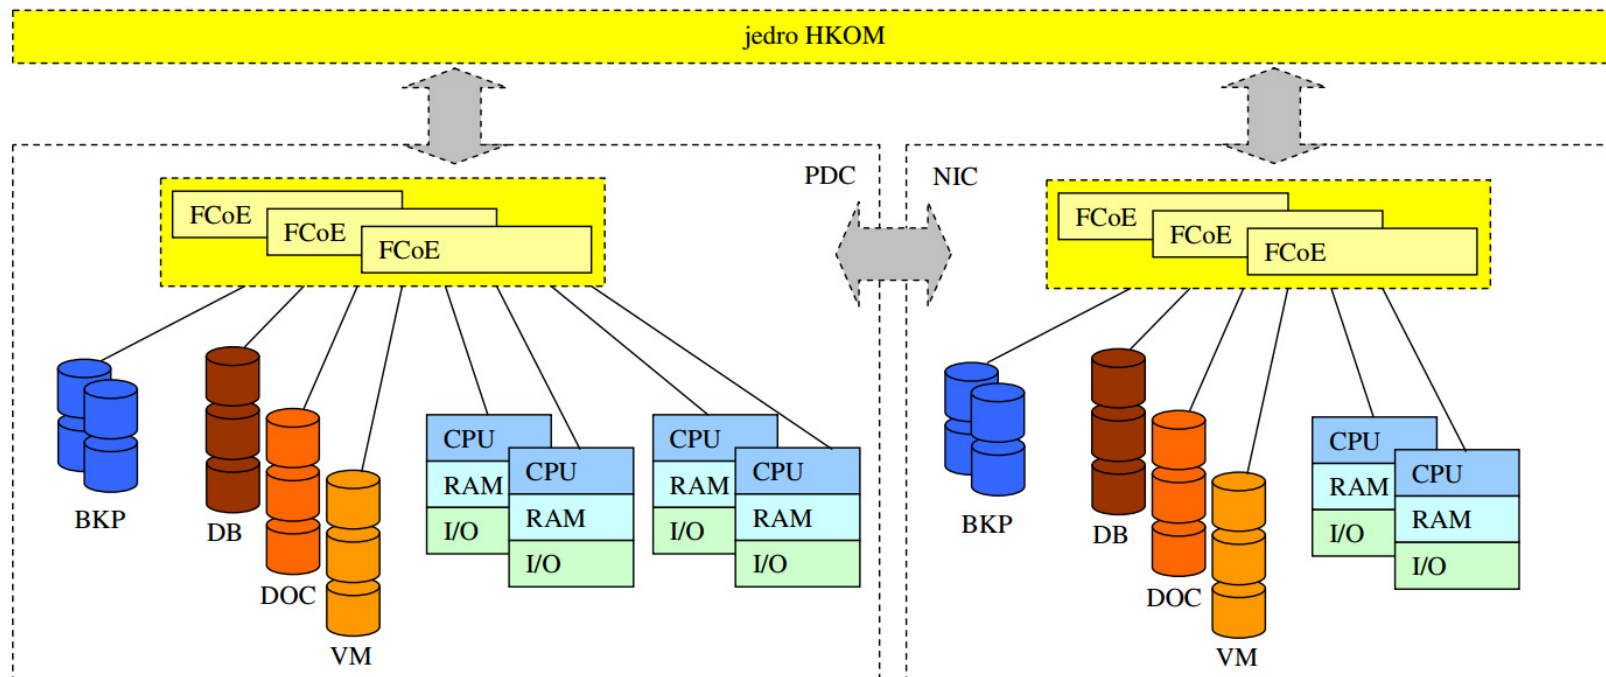 jedro HKOM
PDC
NIC
FCoE
FCoE
FCoE
FCoE
FCoE
FCoE
BKP
DB
DOC
VM
CPU
RAM
I/O
CPU
RAM
I/O
CPU
RAM
I/O
CPU
RAM
I/O
BKP
DB
DOC
VM
CPU
RAM
I/O
CPU
RAM
I/O